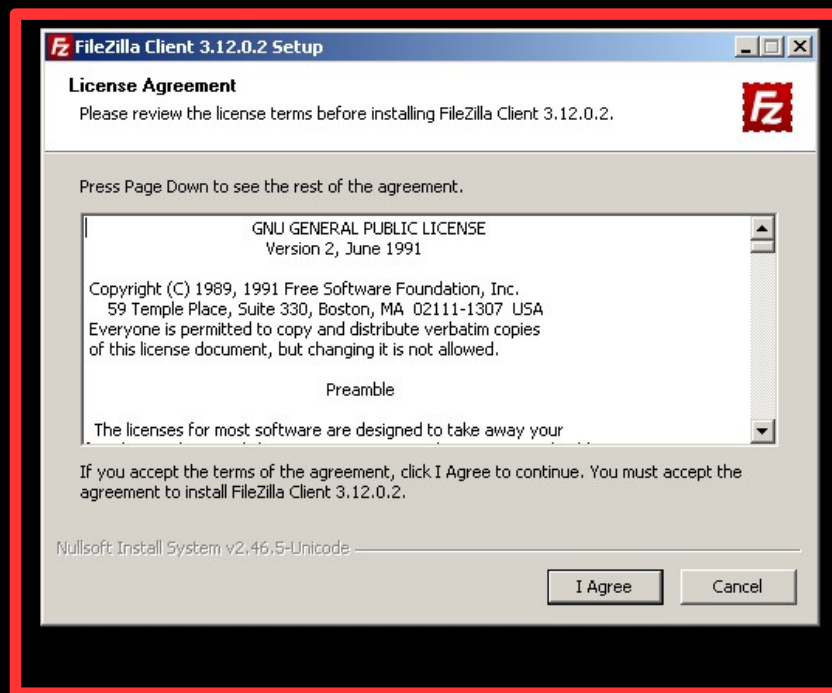 FZ FileZilla Client 3.12.0.2 Setup
License Agreement
Please review the license terms before installing FileZilla Client 3.12.0.2.
FZ
Press Page Down to see the rest of the agreement.
GNU GENERAL PUBLIC LICENSE
Version 2, June 1991
Copyright (C) 1989, 1991 Free Software Foundation, Inc.
59 Temple Place, Suite 330, Boston, MA 02111-1307 USA
Everyone is permitted to copy and distribute verbatim copies
of this license document, but changing it is not allowed.
Preamble
The licenses for most software are designed to take away your
If you accept the terms of the agreement, click I Agree to continue. You must accept the
agreement to install FileZilla Client 3.12.0.2.
Nullsoft Install System v2.46.5-Unicode
I Agree Cancel